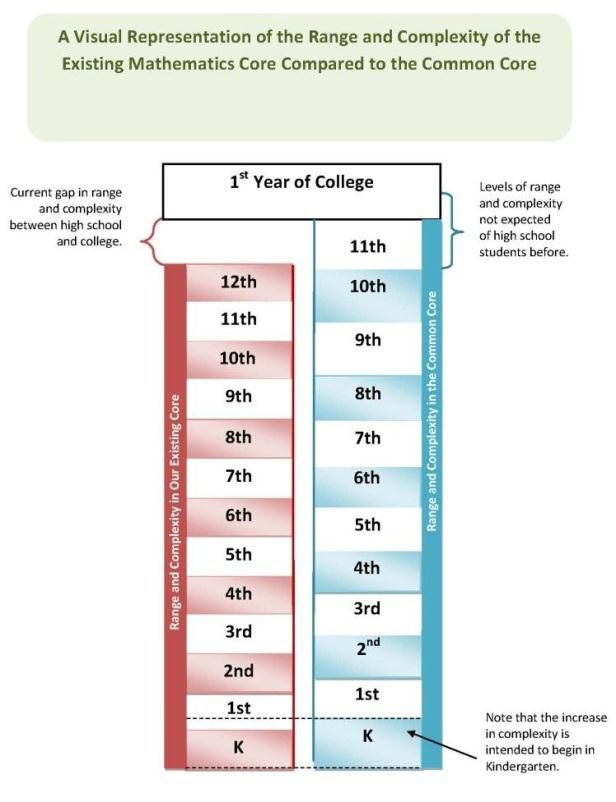 A Visual Representation of the Range and Complexity of the
Existing Mathematics Core Compared to the Common Core
1st Year of College
Current gap in range
and complexity
between high school
and college.
Levels of range
and complexity
not expected
of high school
students before.
Range and Complexity in Our Existing Core
12th
11th
10th
9th
8th
7th
6th
5th
4th
3rd
2nd
1st
K
11th
10th
9th
8th
7th
6th
5th
4th
3rd
2nd
1st
K
Range and Complexity in the Common Core
Note that the increase
in complexity is
intended to begin in
Kindergarten.